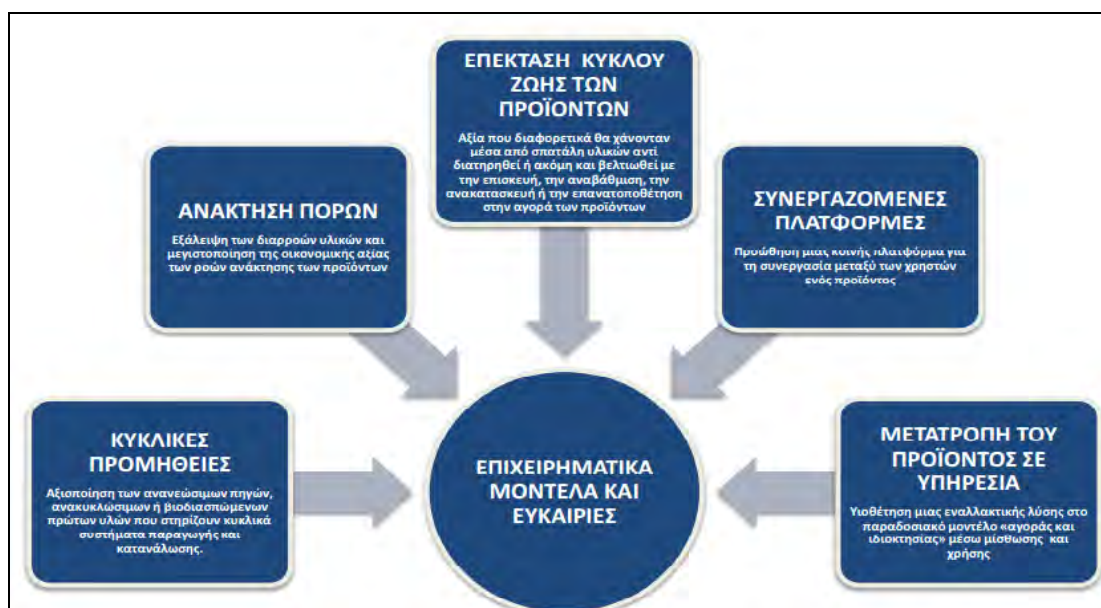 ΕΠΕΚΤΑΣΗ ΚΥΚΛΟΥ
ΖΩΗΣ ΤΩΝ
ΠΡΟΪΟΝΤΩΝ
Αξία που διαφορετικά θα χάνονταν
μέσα από σπατάλη υλικών αντί
διατηρηθεί ή ακόμη και βελτιωθεί με
την επισκευή, την αναβάθμιση, την
ανακατασκευή ή την επανατοποθέτηση
στην αγορά των προϊόντων
ΑΝΑΚΤΗΣΗ ΠΟΡΩΝ
Εξάλειψη των διαρροών υλικών και
μεγιστοποίηση της οικονομικής αξίας
των ροών ανάκτησης των προϊόντων
ΣΥΝΕΡΓΑΖΟΜΕΝΕΣ
ΠΛΑΤΦΟΡΜΕΣ
Προώθηση μιας κοινής πλατφόρμα για
τη συνεργασία μεταξύ των χρηστών
ενός προϊόντος
ΚΥΚΛΙΚΕΣ
ΠΡΟΜΗΘΕΙΕΣ
Αξιοποίηση των ανανεώσιμων πηγών,
ανακυκλώσιμων ή βιοδιασπώμενων
πρώτων υλών που στηρίζουν κυκλικά
συστήματα παραγωγής και
κατανάλωσης.
ΕΠΙΧΕΙΡΗΜΑΤΙΚΑ
ΜΟΝΤΕΛΑ ΚΑΙ
ΕΥΚΑΙΡΙΕΣ
ΜΕΤΑΤΡΟΠΗ ΤΟΥ
ΠΡΟΪΟΝΤΟΣ ΣΕ
ΥΠΗΡΕΣΙΑ
Υιοθέτηση μιας εναλλακτικής λύσης στο
παραδοσιακό μοντέλο «αγοράς και
ιδιοκτησίας» μέσω μίσθωσης και
χρήσης